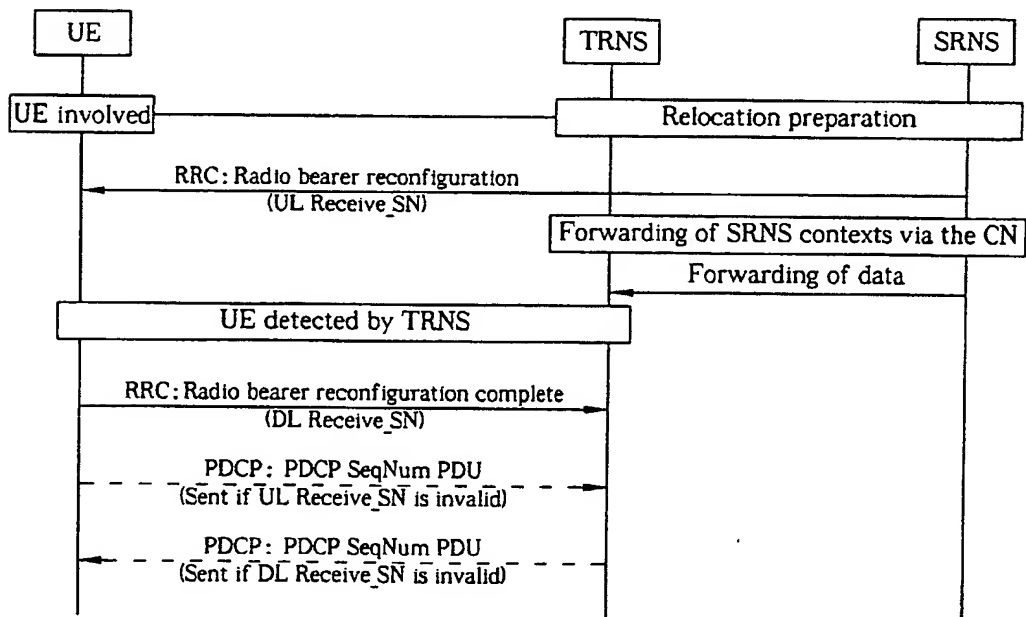 UE
TRNS
SRNS
UE involved
Relocation preparation
RRC: Radio bearer reconfiguration
(UL Receive_SN)
Forwarding of SRNS contexts via the CN
Forwarding of data
UE detected by TRNS
RRC: Radio bearer reconfiguration complete
(DL Receive_SN)
PDCP: PDCP SeqNum PDU
(Sent if UL Receive_SN is invalid)
PDCP: PDCP SeqNum PDU
(Sent if DL Receive_SN is invalid)